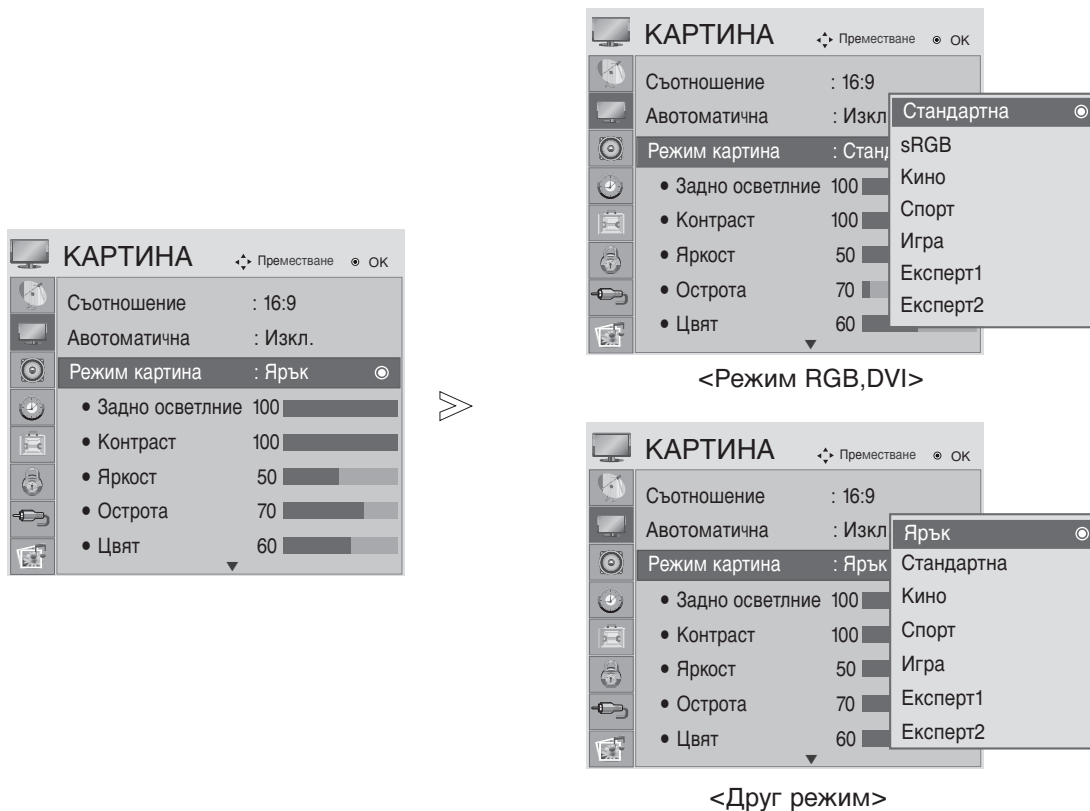 КАРТИНА Преместване OK
Съотношение : 16:9
Авотоматична : Изкл.
Режим картина : Ярък
• Задно осветлние 100
• Контраст 100
• Яркост 50
• Острота 70
• Цвят 60
КАРТИНА Преместване OK
Съотношение : 16:9
Авотоматична : Изкл
Режим картина : Станд
• Задно осветлние 100
• Контраст 100
• Яркост 50
• Острота 70
• Цвят 60
Стандартна
sRGB
Кино
Спорт
Игра
Експерт1
Експерт2
<Режим RGB,DVI>
КАРТИНА Преместване OK
Съотношение : 16:9
Авотоматична : Изкл
Режим картина : Ярък
• Задно осветлние 100
• Контраст 100
• Яркост 50
• Острота 70
• Цвят 60
Ярък
Стандартна
Кино
Спорт
Игра
Експерт1
Експерт2
<Друг режим>